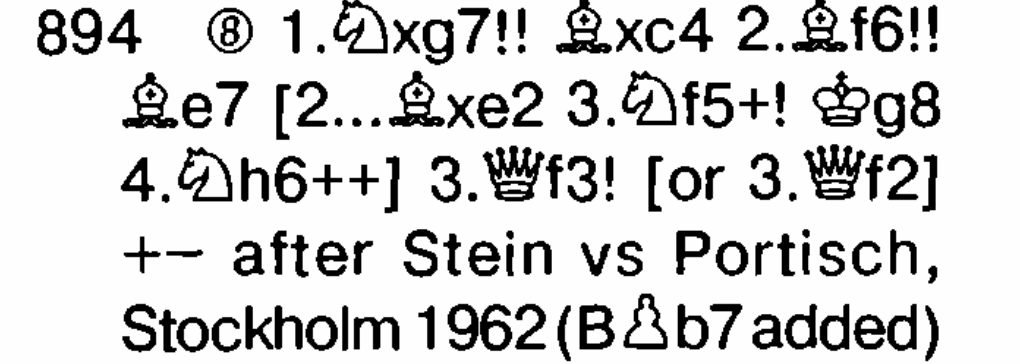 894 ⑧ 1.♘xg7!! ♗xc4 2.♗f6!!
♗e7 [2...♗xe2 3.♘f5+! ♔g8
4.♘h6++] 3.♕f3! [or 3.♕f2]
+− after Stein vs Portisch,
Stockholm 1962 (B♙b7 added)